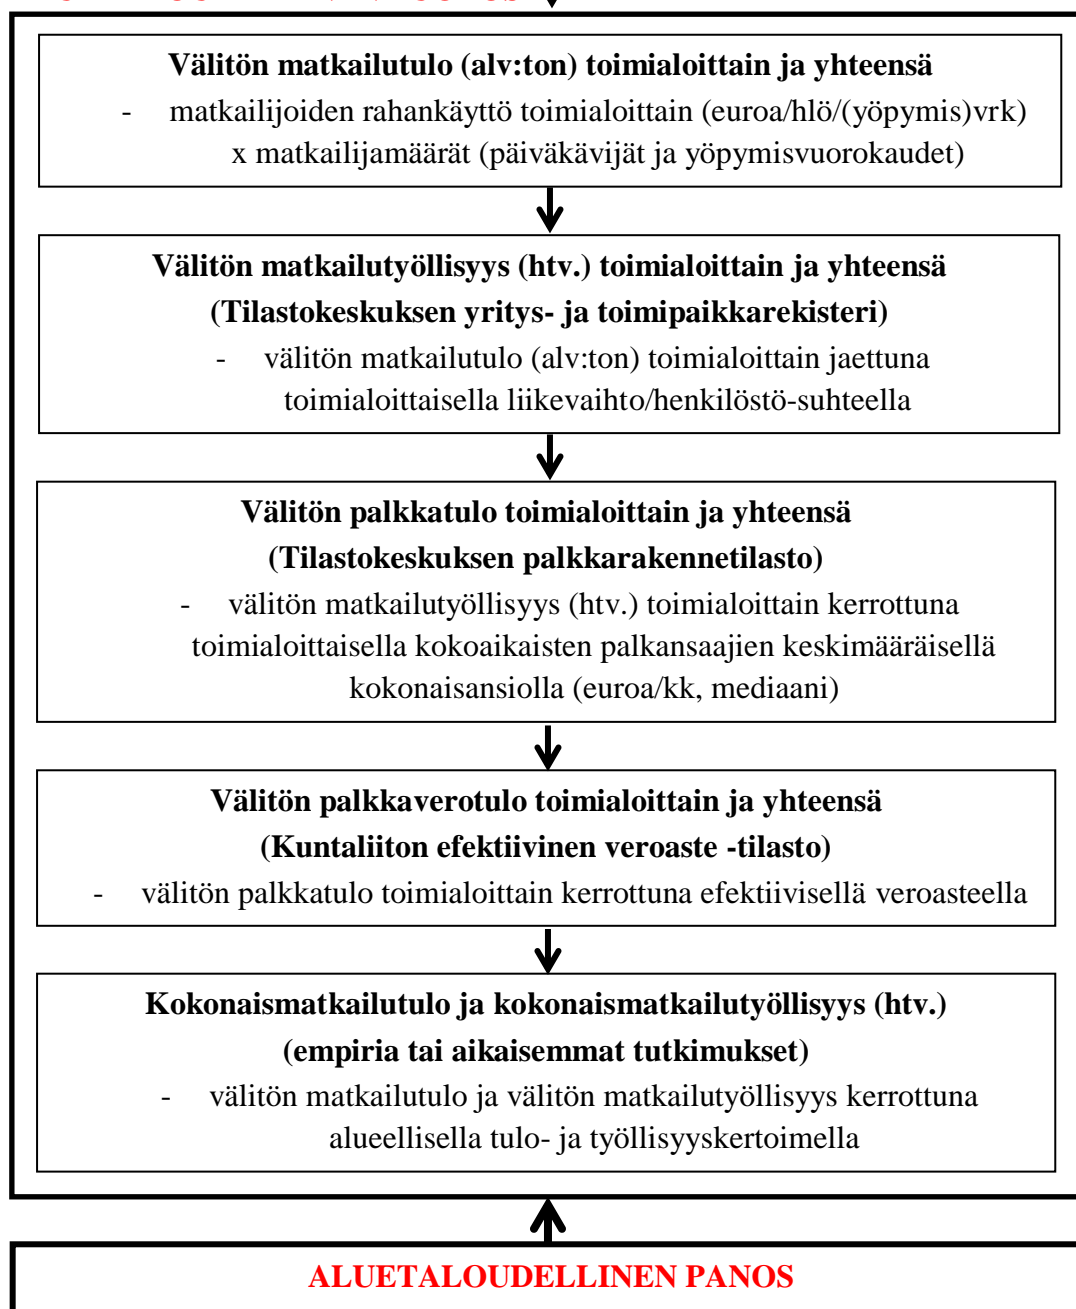 Välitön matkailutulo (alv:ton) toimialoittain ja yhteensä
- matkailijoiden rahankäyttö toimialoittain (euroa/hlö/(yöpymis)vrk)
x matkailijamäärät (päiväkävijät ja yöpymisvuorokaudet)
Välitön matkailutyöllisyys (htv.) toimialoittain ja yhteensä
(Tilastokeskuksen yritys- ja toimipaikkarekisteri)
- välitön matkailutulo (alv:ton) toimialoittain jaettuna
toimialoittaisella liikevaihto/henkilöstö-suhteella
Välitön palkkatulo toimialoittain ja yhteensä
(Tilastokeskuksen palkkarakennetilasto)
- välitön matkailutyöllisyys (htv.) toimialoittain kerrottuna
toimialoittaisella kokoaikaisten palkansaajien keskimääräisellä
kokonaisansiolla (euroa/kk, mediaani)
Välitön palkkaverotulo toimialoittain ja yhteensä
(Kuntaliiton efektiivinen veroaste -tilasto)
- välitön palkkatulo toimialoittain kerrottuna efektiivisellä veroasteella
Kokonaismatkailutulo ja kokonaismatkailutyöllisyys (htv.)
(empiria tai aikaisemmat tutkimukset)
- välitön matkailutulo ja välitön matkailutyöllisyys kerrottuna
alueellisella tulo- ja työllisyyskertoimella
ALUETALOUDELLINEN PANOS